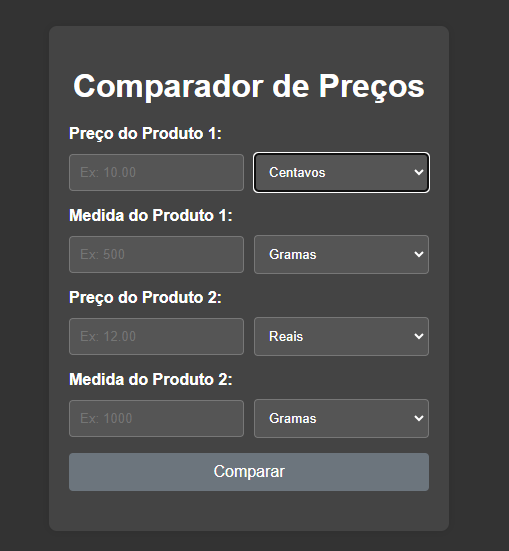 Comparador de Preços
Preço do Produto 1:
Ex: 10.00 Centavos
Medida do Produto 1:
Ex: 500 Gramas
Preço do Produto 2:
Ex: 12.00 Reais
Medida do Produto 2:
Ex: 1000 Gramas
Comparar